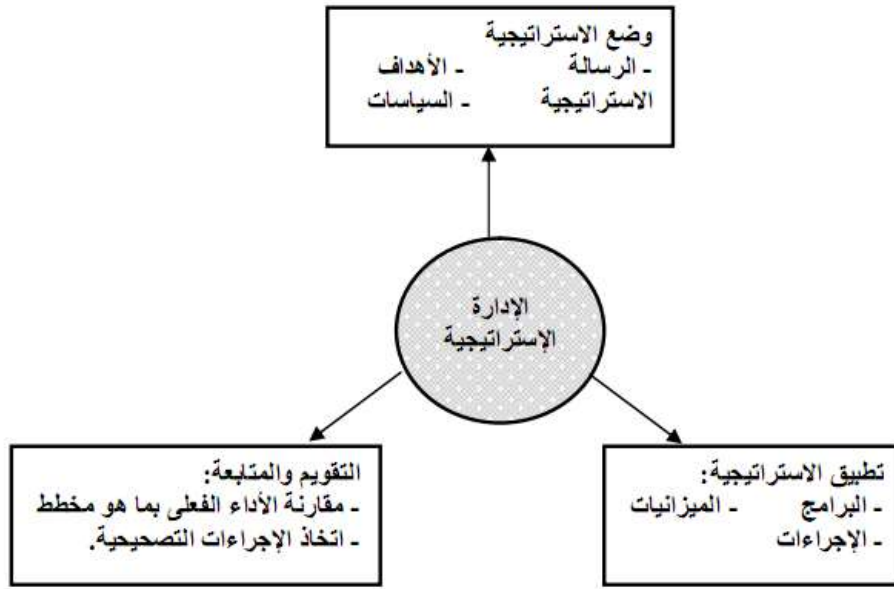 وضع الاستراتيجية
- الرسالة - الأهداف
الاستراتيجية - السياسات
الإدارة
الإستراتيجية
تطبيق الاستراتيجية:
- البرامج - الميزانيات
- الإجراءات
التقويم والمتابعة:
- مقارنة الأداء الفعلى بما هو مخطط
- اتخاذ الإجراءات التصحيحية.